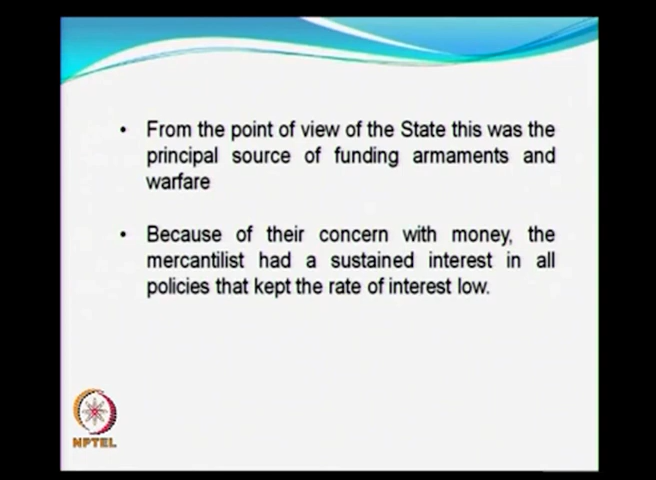 • From the point of view of the State this was the
principal source of funding armaments and
warfare
• Because of their concern with money, the
mercantilist had a sustained interest in all
policies that kept the rate of interest low.
NPTEL